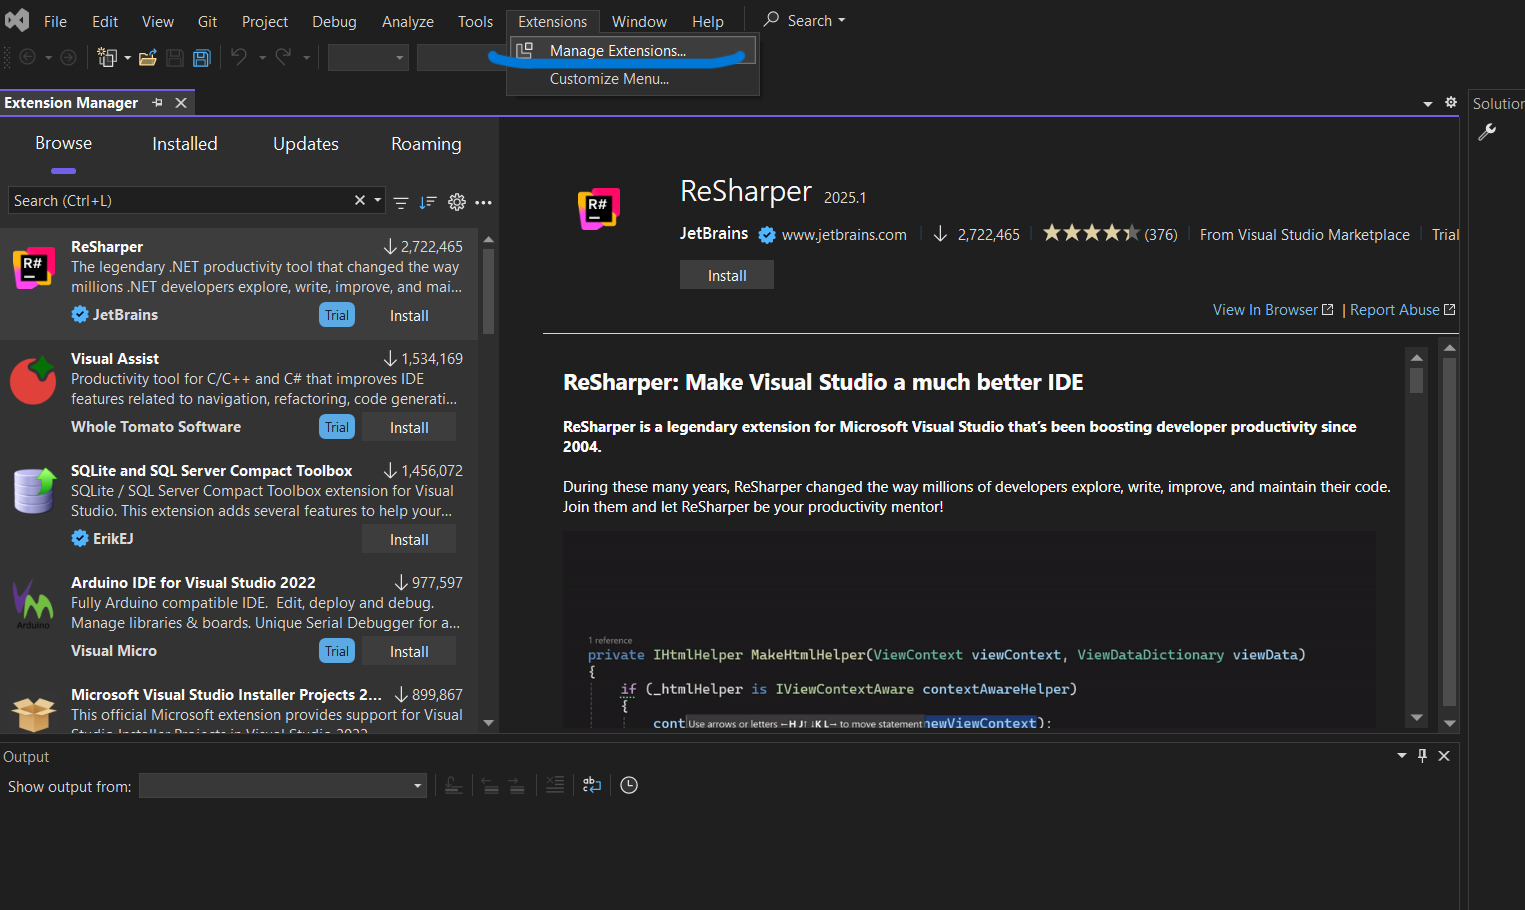 File Edit View Git Project Debug Analyze Tools Extensions Window Help Search
Manage Extensions...
Customize Menu...
Extension Manager
Solution
Browse Installed Updates Roaming
Search (Ctrl+L)
ReSharper 2,722,465
The legendary .NET productivity tool that changed the way
millions .NET developers explore, write, improve, and mai...
JetBrains Trial Install
Visual Assist 1,534,169
Productivity tool for C/C++ and C# that improves IDE
features related to navigation, refactoring, code generati...
Whole Tomato Software Trial Install
SQLite and SQL Server Compact Toolbox 1,456,072
SQLite / SQL Server Compact Toolbox extension for Visual
Studio. This extension adds several features to help your...
ErikEJ Install
Arduino IDE for Visual Studio 2022 977,597
Fully Arduino compatible IDE.  Edit, deploy and debug.
Manage libraries & boards. Unique Serial Debugger for a...
Arduino
Visual Micro Trial Install
Microsoft Visual Studio Installer Projects 2... 899,867
This official Microsoft extension provides support for Visual
Studio Installer Projects in Visual Studio 2022
R#
ReSharper 2025.1
JetBrains www.jetbrains.com 2,722,465 (376) From Visual Studio Marketplace Trial
Install
View In Browser | Report Abuse
ReSharper: Make Visual Studio a much better IDE
ReSharper is a legendary extension for Microsoft Visual Studio that’s been boosting developer productivity since
2004.
During these many years, ReSharper changed the way millions of developers explore, write, improve, and maintain their code.
Join them and let ReSharper be your productivity mentor!
1 reference
private IHtmlHelper MakeHtmlHelper(ViewContext viewContext, ViewDataDictionary viewData)
{
if (_htmlHelper is IViewContextAware contextAwareHelper)
{
cont Use arrows or letters ←H J↑ ↓K L→ to move statement newViewContext);
Output
Show output from: